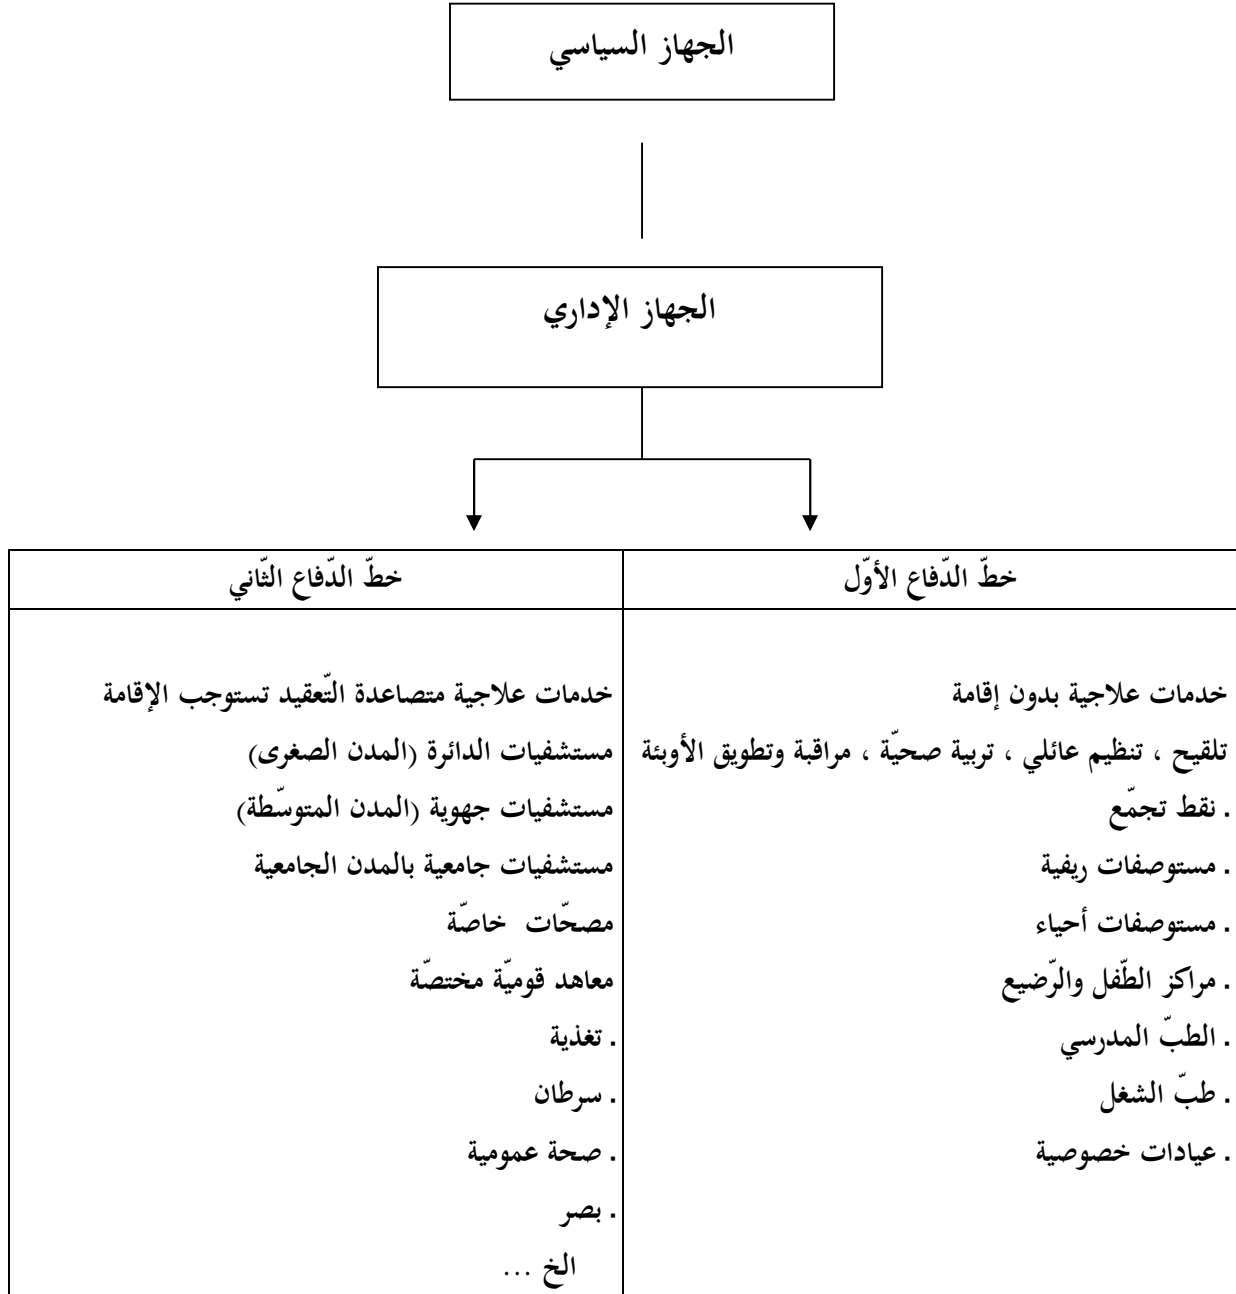 الجهاز السياسي
الجهاز الإداري
خطّ الدّفاع الأوّل
خدمات علاجية بدون إقامة
تلقيح ، تنظيم عائلي ، تربية صحيّة ، مراقبة وتطويق الأوبئة
. نقط تجمّع
. مستوصفات ريفية
. مستوصفات أحياء
. مراكز الطّفل والرّضيع
. الطبّ المدرسي
. طبّ الشغل
. عيادات خصوصية
خطّ الدّفاع الثّاني
خدمات علاجية متصاعدة التّعقيد تستوجب الإقامة
مستشفيات الدائرة (المدن الصغرى)
مستشفيات جهوية (المدن المتوسّطة)
مستشفيات جامعية بالمدن الجامعية
مصحّات خاصّة
معاهد قوميّة مختصّة
. تغذية
. سرطان
. صحة عمومية
. بصر
الخ ...